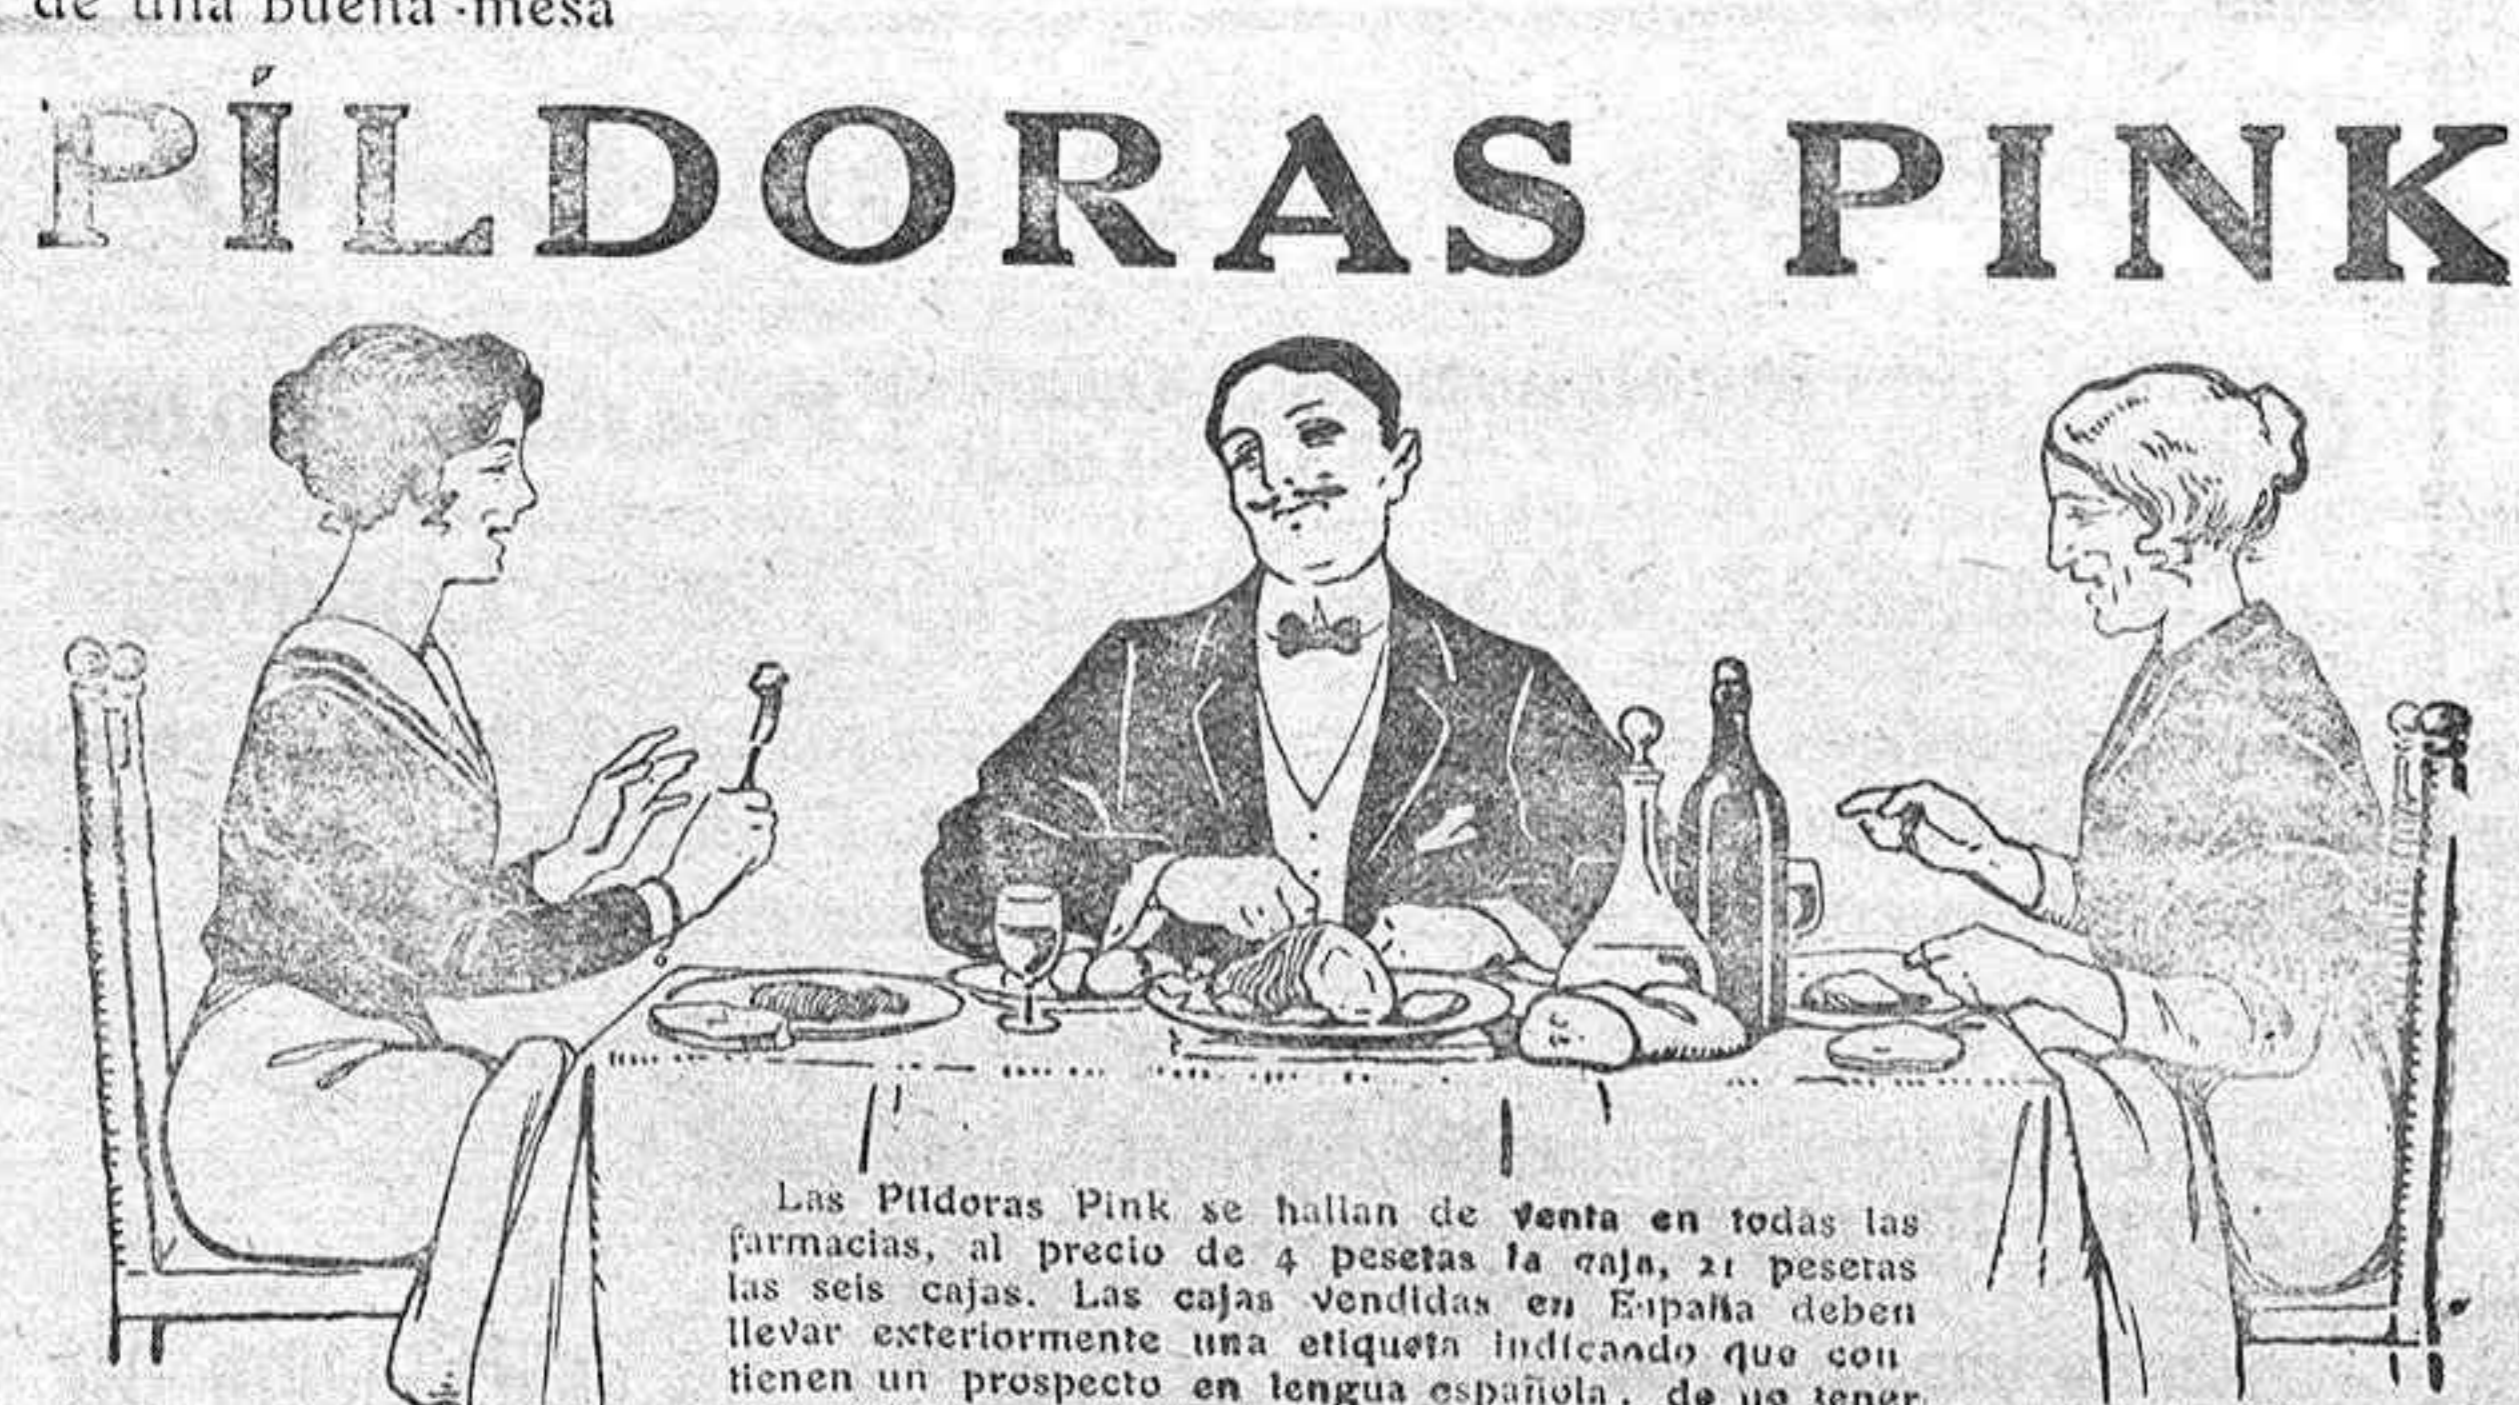 de una buena mesa
PÍLDORAS PINK
Las Píldoras Pink se hallan de venta en todas las
farmacias, al precio de 4 pesetas la caja, 21 pesetas
las seis cajas. Las cajas vendidas en España deben
llevar exteriormente una etiqueta indicando que con
tienen un prospecto en lengua española, de no tener